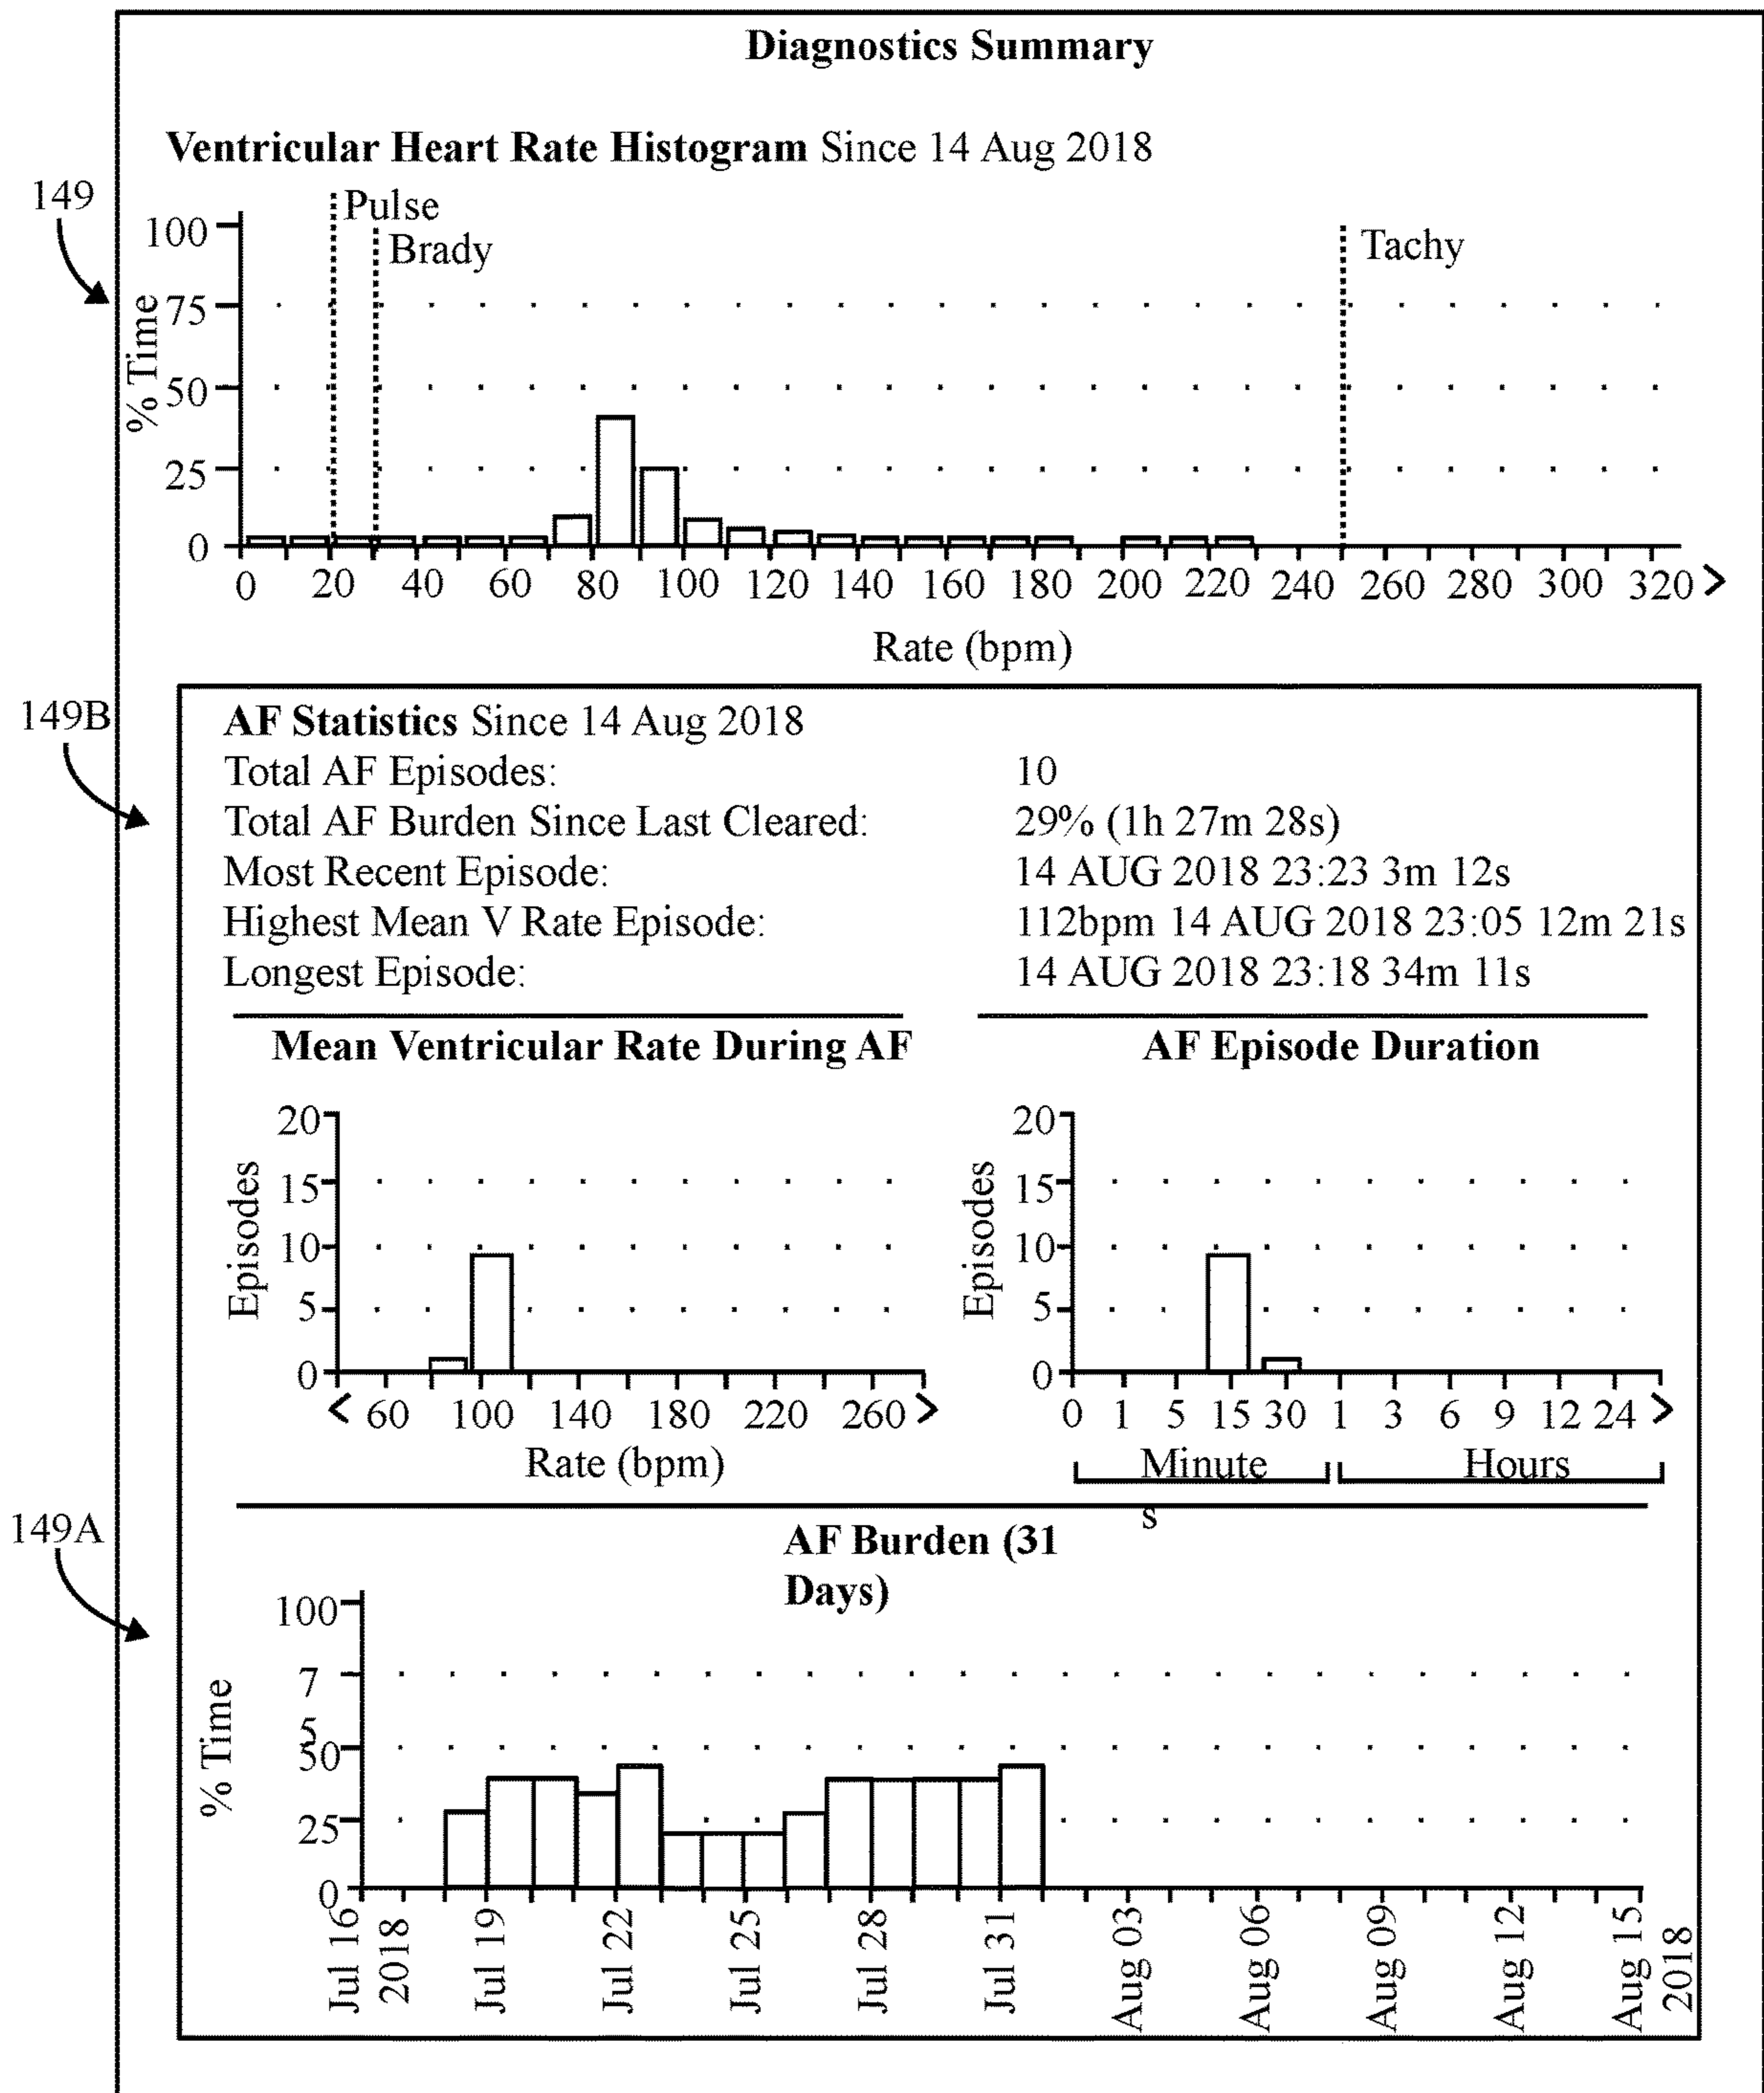 Diagnostics Summary
Ventricular Heart Rate Histogram Since 14 Aug 2018
149
Pulse
Brady
Tachy
% Time
100
75
50
25
0
0 20 40 60 80 100 120 140 160 180 200 220 240 260 280 300 320 >
Rate (bpm)
149B
AF Statistics Since 14 Aug 2018
Total AF Episodes: 10
Total AF Burden Since Last Cleared: 29% (1h 27m 28s)
Most Recent Episode: 14 AUG 2018 23:23 3m 12s
Highest Mean V Rate Episode: 112bpm 14 AUG 2018 23:05 12m 21s
Longest Episode: 14 AUG 2018 23:18 34m 11s
Mean Ventricular Rate During AF
Episodes
20
15
10
5
0
< 60 100 140 180 220 260 >
Rate (bpm)
AF Episode Duration
Episodes
20
15
10
5
0
0 1 5 15 30 1 3 6 9 12 24 >
Minute
s
Hours
149A
AF Burden (31
Days)
% Time
100
7
5
50
25
0
Jul 16
2018
Jul 19
Jul 22
Jul 25
Jul 28
Jul 31
Aug 03
Aug 06
Aug 09
Aug 12
Aug 15
2018